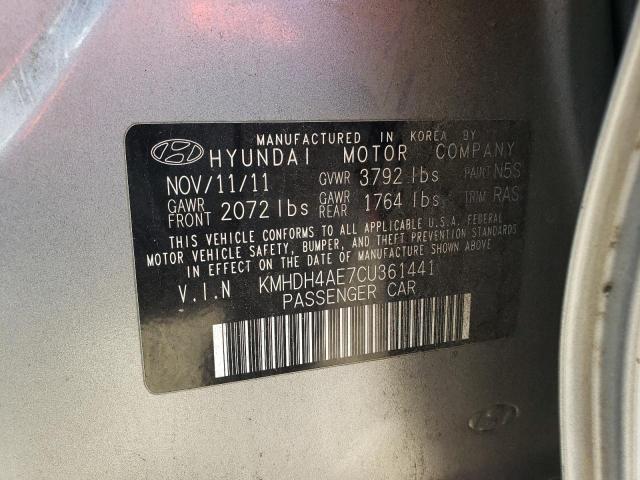 MANUFACTURED IN KOREA BY
HYUNDAI MOTOR COMPANY
NOV/11/11 GVWR 3792 lbs PAINT N5S
GAWR FRONT 2072 lbs GAWR REAR 1764 lbs TRIM RAS
THIS VEHICLE CONFORMS TO ALL APPLICABLE U.S.A. FEDERAL
MOTOR VEHICLE SAFETY, BUMPER, AND THEFT PREVENTION STANDARDS
IN EFFECT ON THE DATE OF MANUFACTURE SHOWN ABOVE.
V.I.N KMHDH4AE7CU361441
PASSENGER CAR